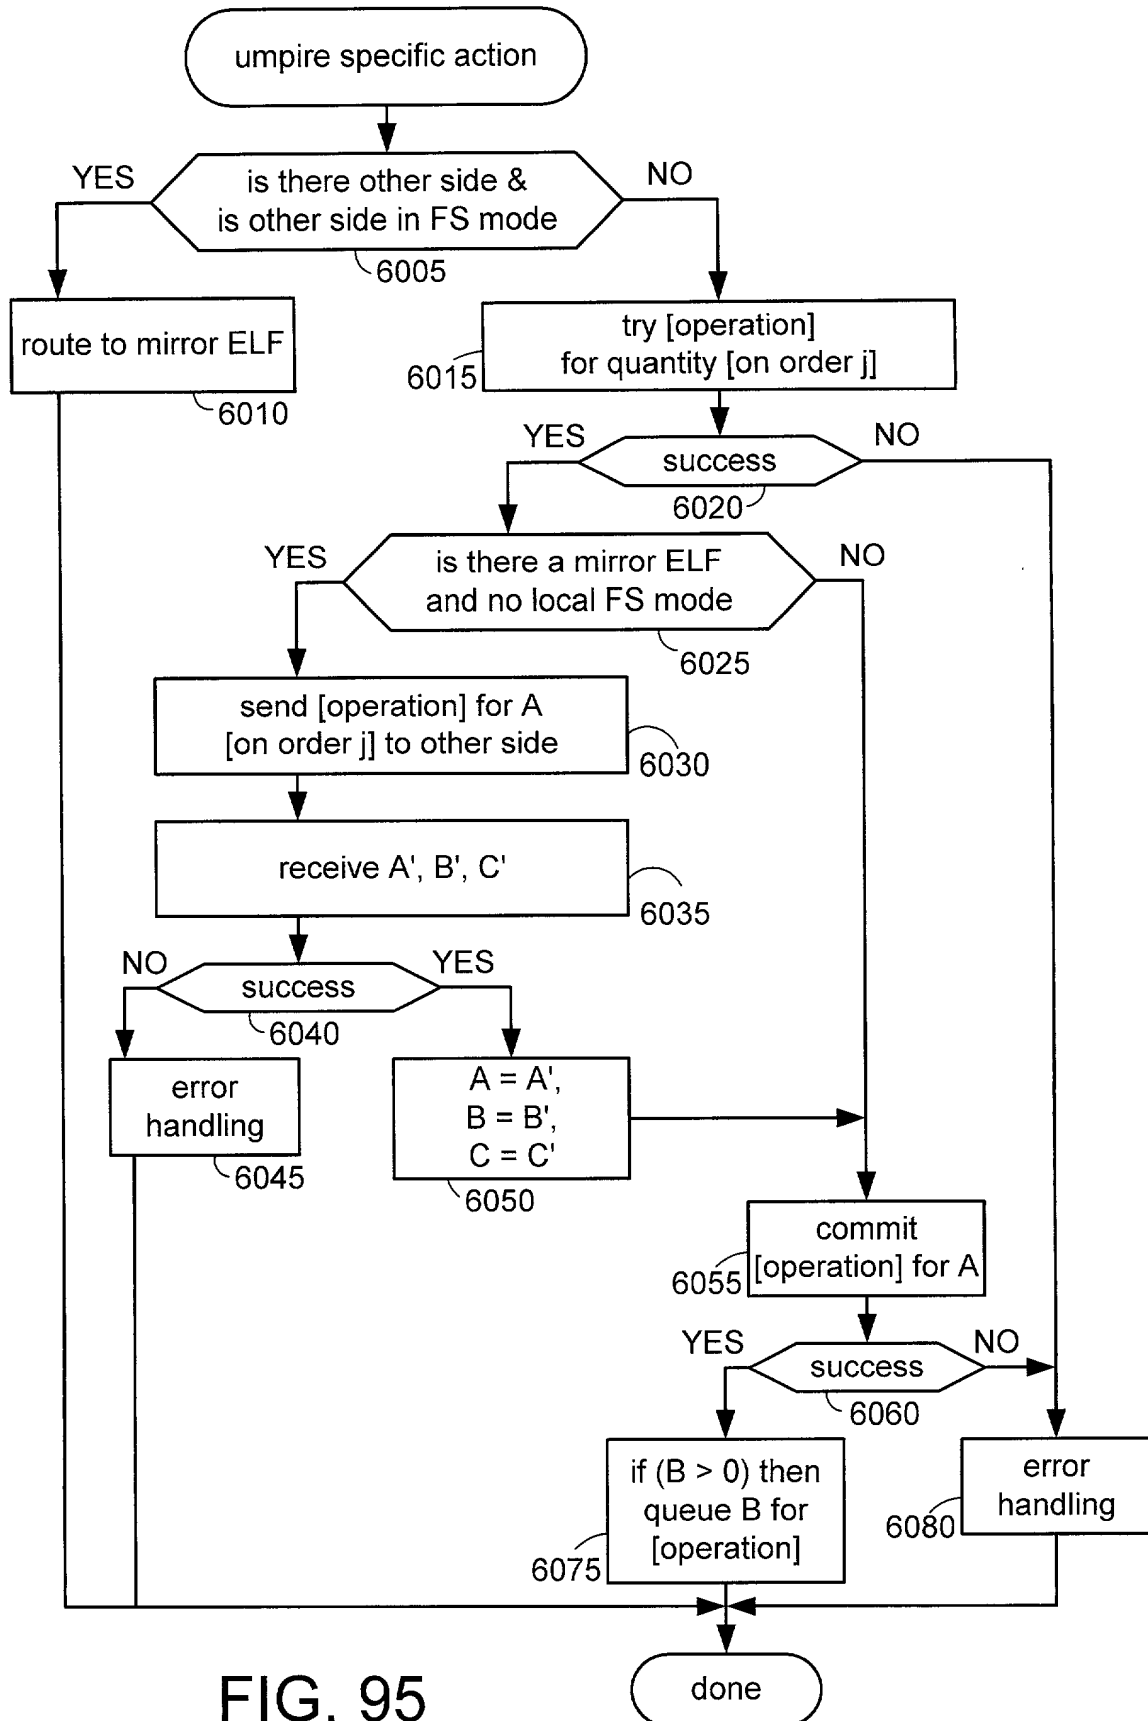 umpire specific action
YES
is there other side &
is other side in FS mode
NO
6005
route to mirror ELF
6010
try [operation]
for quantity [on order j]
6015
YES
success
NO
6020
YES
is there a mirror ELF
and no local FS mode
NO
6025
send [operation] for A
[on order j] to other side
6030
receive A', B', C'
6035
NO
success
YES
6040
error
handling
6045
A = A',
B = B',
C = C'
6050
commit
[operation] for A
6055
YES
success
NO
6060
if (B > 0) then
queue B for
[operation]
6075
error
handling
6080
done
FIG. 95